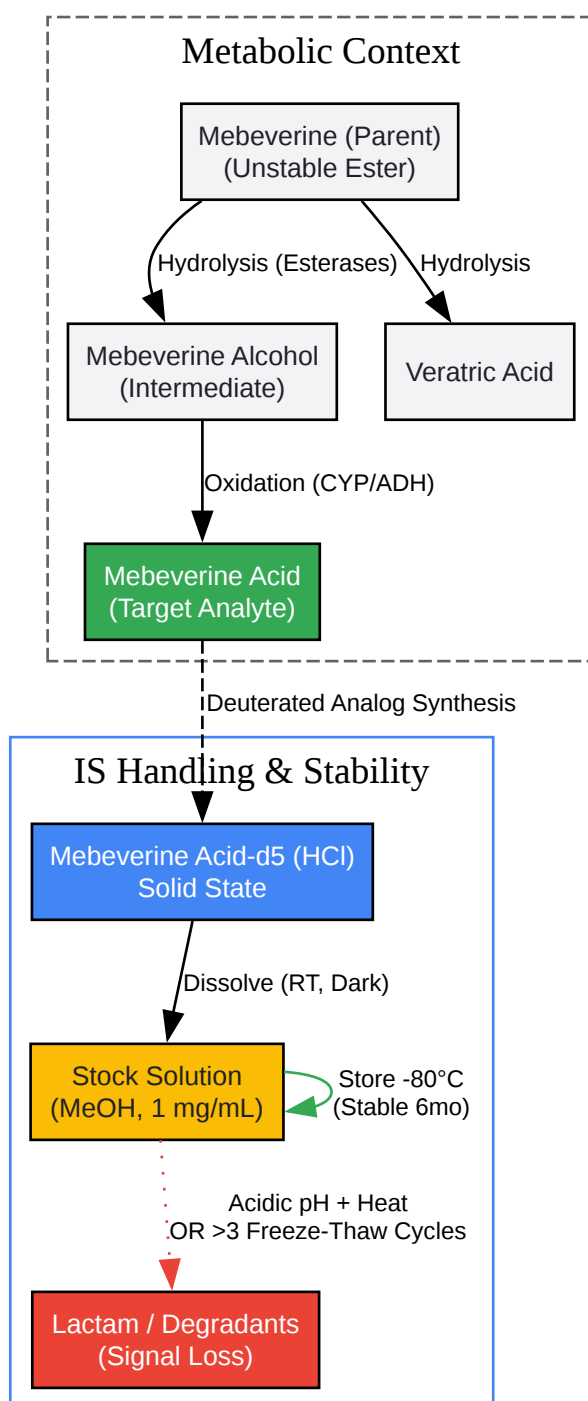 Metabolic Context
Mebeverine (Parent)
(Unstable Ester)
Hydrolysis (Esterases)
Hydrolysis
Mebeverine Alcohol
(Intermediate)
Veratric Acid
Oxidation (CYP/ADH)
Mebeverine Acid
(Target Analyte)
Deuterated Analog Synthesis
IS Handling & Stability
Mebeverine Acid-d5 (HCl)
Solid State
Dissolve (RT, Dark)
Stock Solution
(MeOH, 1 mg/mL)
Store -80°C
(Stable 6mo)
Acidic pH + Heat
OR >3 Freeze-Thaw Cycles
Lactam / Degradants
(Signal Loss)